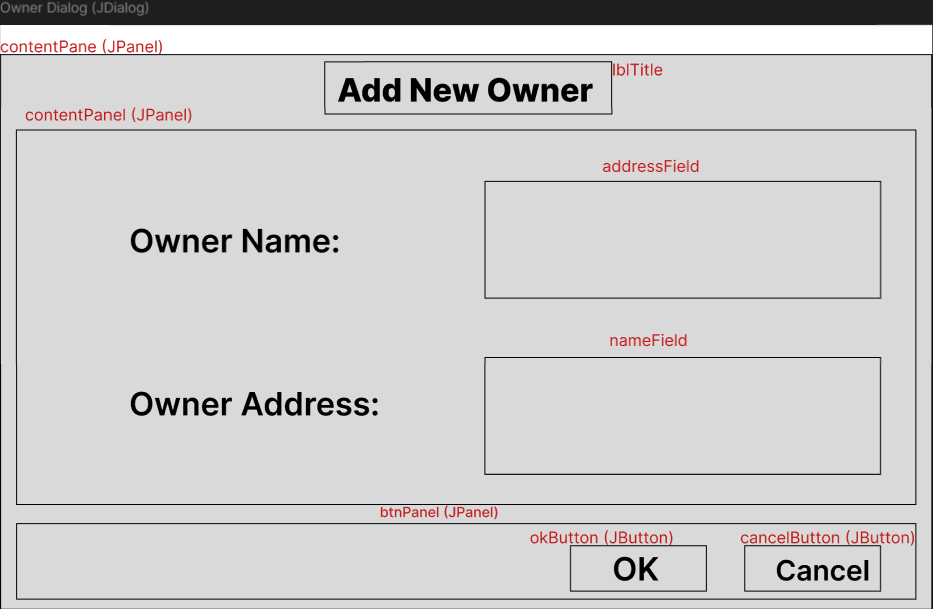 Owner Dialog (JDialog)
contentPane (JPanel)
Add New Owner
lblTitle
contentPanel (JPanel)
addressField
Owner Name:
nameField
Owner Address:
btnPanel (JPanel)
okButton (JButton)
cancelButton (JButton)
OK
Cancel